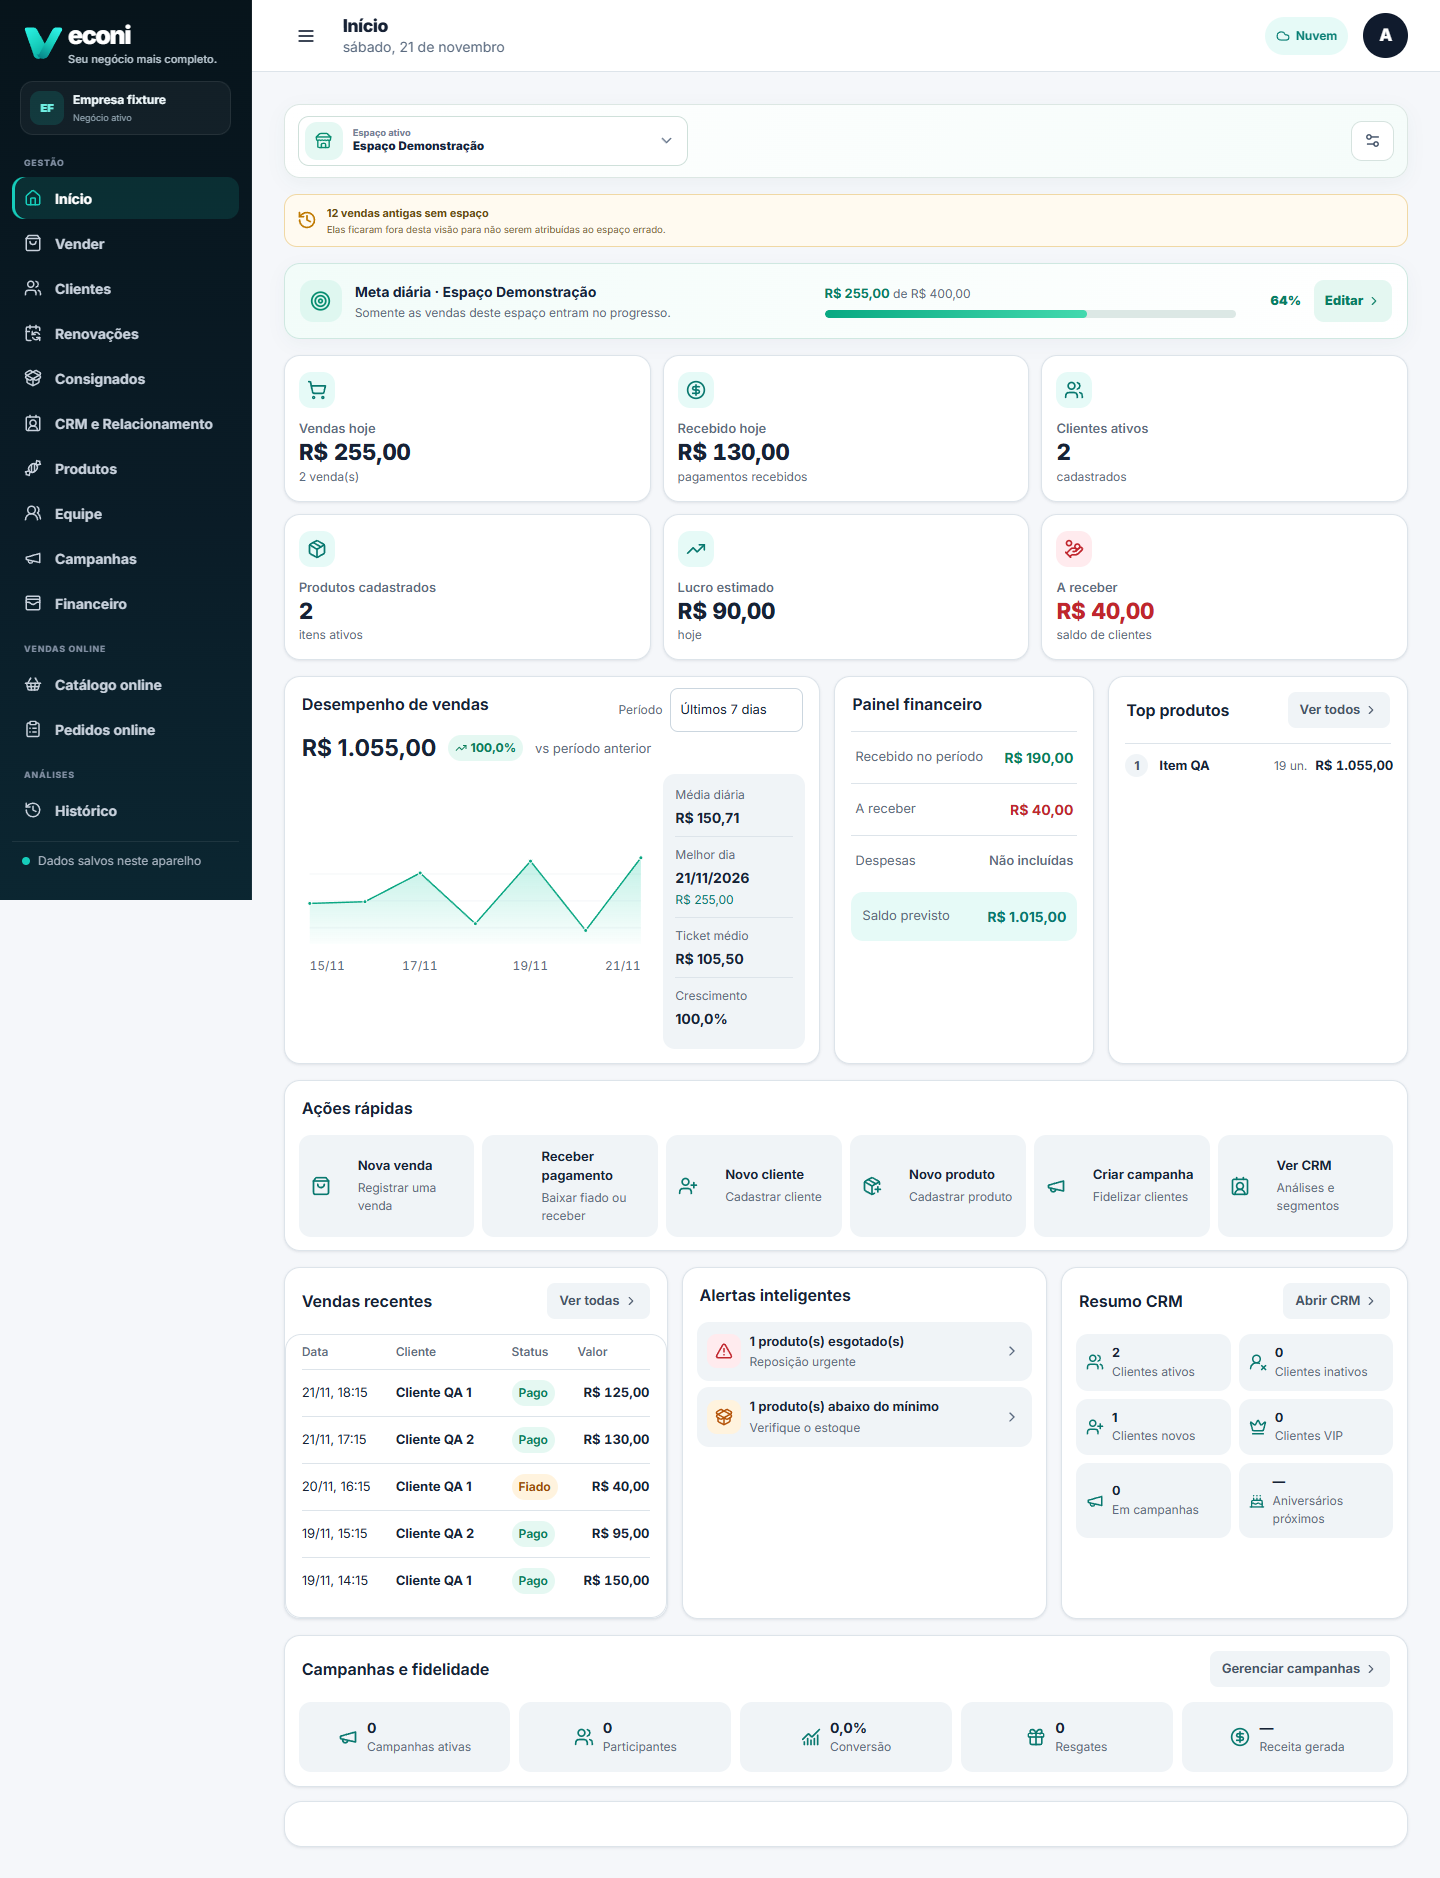 Veconi
Seu negócio mais completo.
EF
Empresa fixture
Negócio ativo
GESTÃO
Início
Vender
Clientes
Renovações
Consignados
CRM e Relacionamento
Produtos
Equipe
Campanhas
Financeiro
VENDAS ONLINE
Catálogo online
Pedidos online
ANÁLISES
Histórico
Dados salvos neste aparelho
Início
sábado, 21 de novembro
Nuvem
A
Espaço ativo
Espaço Demonstração
12 vendas antigas sem espaço
Elas ficaram fora desta visão para não serem atribuídas ao espaço errado.
Meta diária · Espaço Demonstração
Somente as vendas deste espaço entram no progresso.
R$ 255,00 de R$ 400,00
64%
Editar
Vendas hoje
R$ 255,00
2 venda(s)
Recebido hoje
R$ 130,00
pagamentos recebidos
Clientes ativos
2
cadastrados
Produtos cadastrados
2
itens ativos
Lucro estimado
R$ 90,00
hoje
A receber
R$ 40,00
saldo de clientes
Desempenho de vendas
Período
Últimos 7 dias
R$ 1.055,00
100,0%
vs período anterior
15/11
17/11
19/11
21/11
Média diária
R$ 150,71
Melhor dia
21/11/2026
R$ 255,00
Ticket médio
R$ 105,50
Crescimento
100,0%
Painel financeiro
Recebido no período R$ 190,00
A receber R$ 40,00
Despesas Não incluídas
Saldo previsto R$ 1.015,00
Top produtos
Ver todos
1 Item QA 19 un. R$ 1.055,00
Ações rápidas
Nova venda
Registrar uma
venda
Receber
pagamento
Baixar fiado ou
receber
Novo cliente
Cadastrar cliente
Novo produto
Cadastrar produto
Criar campanha
Fidelizar clientes
Ver CRM
Análises e
segmentos
Vendas recentes
Ver todas
Data Cliente Status Valor
21/11, 18:15 Cliente QA 1 Pago R$ 125,00
21/11, 17:15 Cliente QA 2 Pago R$ 130,00
20/11, 16:15 Cliente QA 1 Fiado R$ 40,00
19/11, 15:15 Cliente QA 2 Pago R$ 95,00
19/11, 14:15 Cliente QA 1 Pago R$ 150,00
Alertas inteligentes
1 produto(s) esgotado(s)
Reposição urgente
1 produto(s) abaixo do mínimo
Verifique o estoque
Resumo CRM
Abrir CRM
2
Clientes ativos
0
Clientes inativos
1
Clientes novos
0
Clientes VIP
0
Em campanhas
—
Aniversários
próximos
Campanhas e fidelidade
Gerenciar campanhas
0
Campanhas ativas
0
Participantes
0,0%
Conversão
0
Resgates
—
Receita gerada